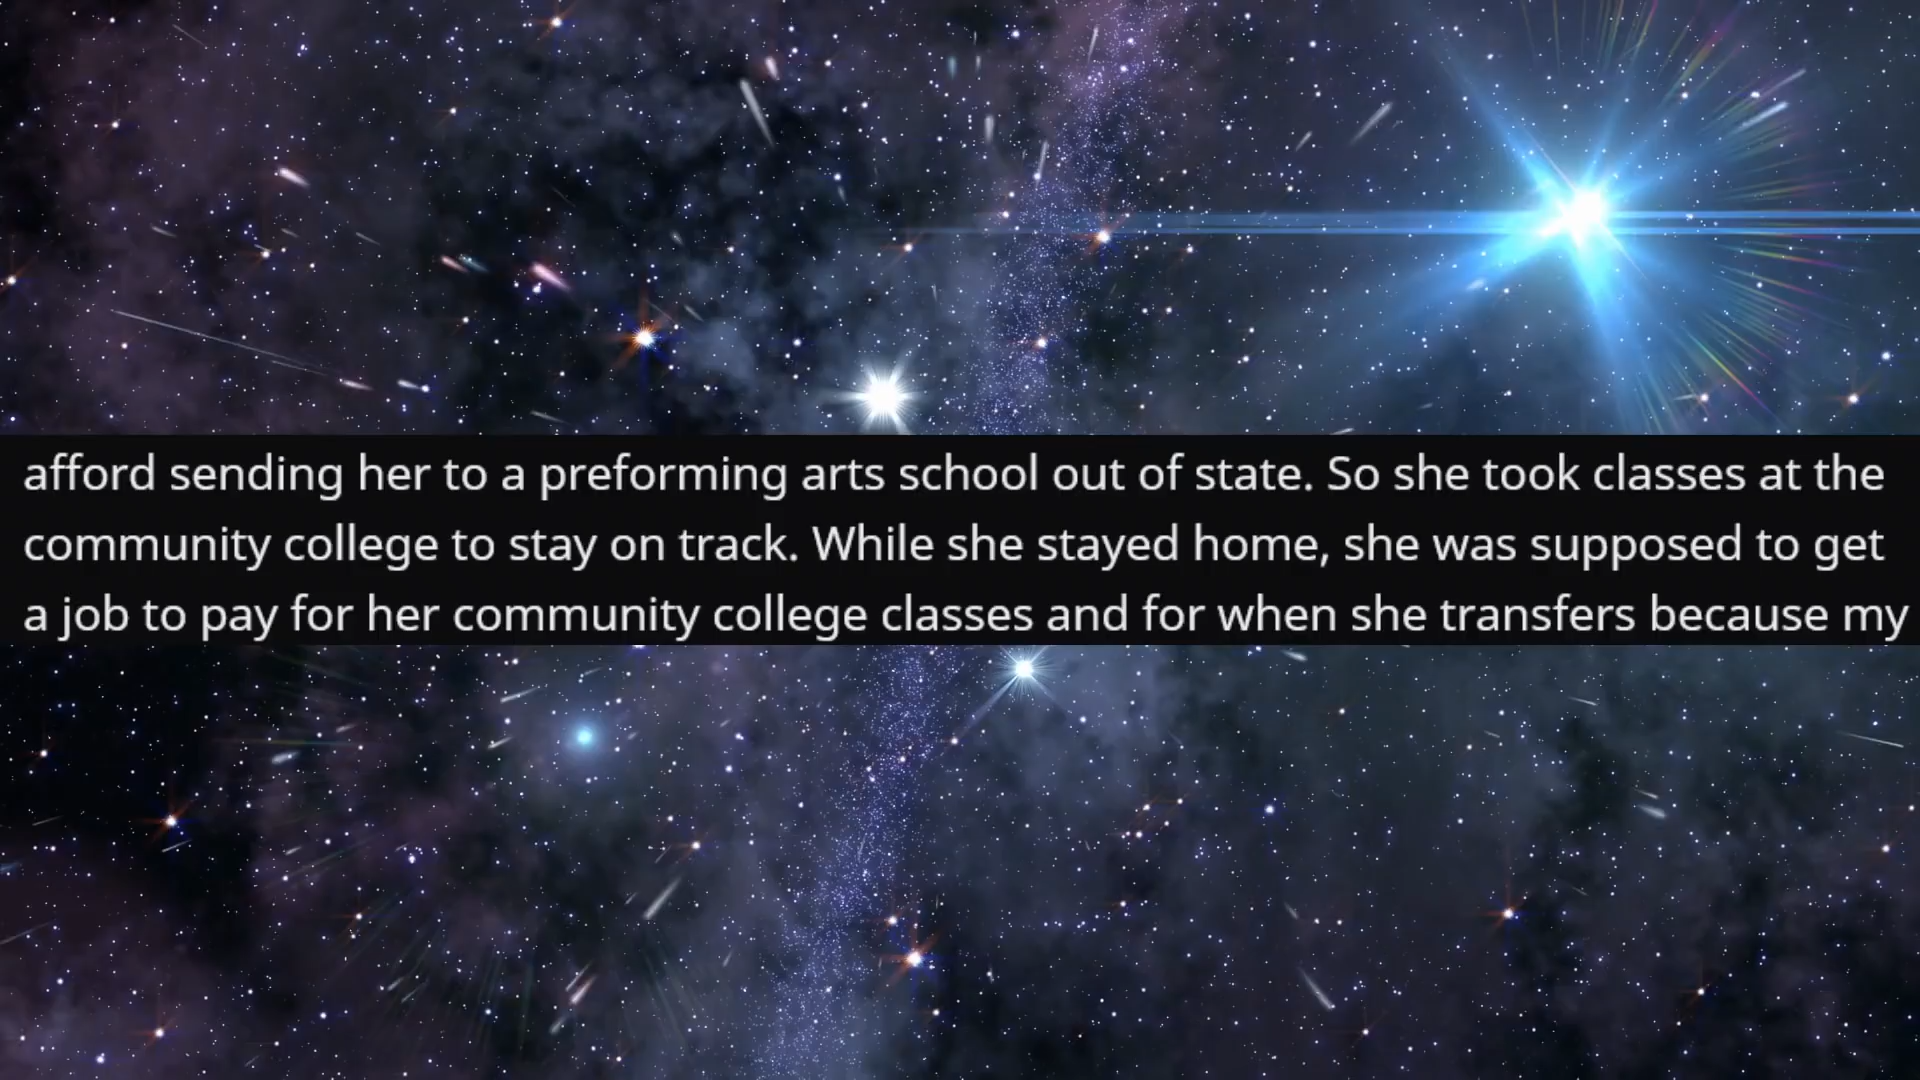 afford sending her to a preforming arts school out of state. So she took classes at the
community college to stay on track. While she stayed home, she was supposed to get
a job to pay for her community college classes and for when she transfers because my